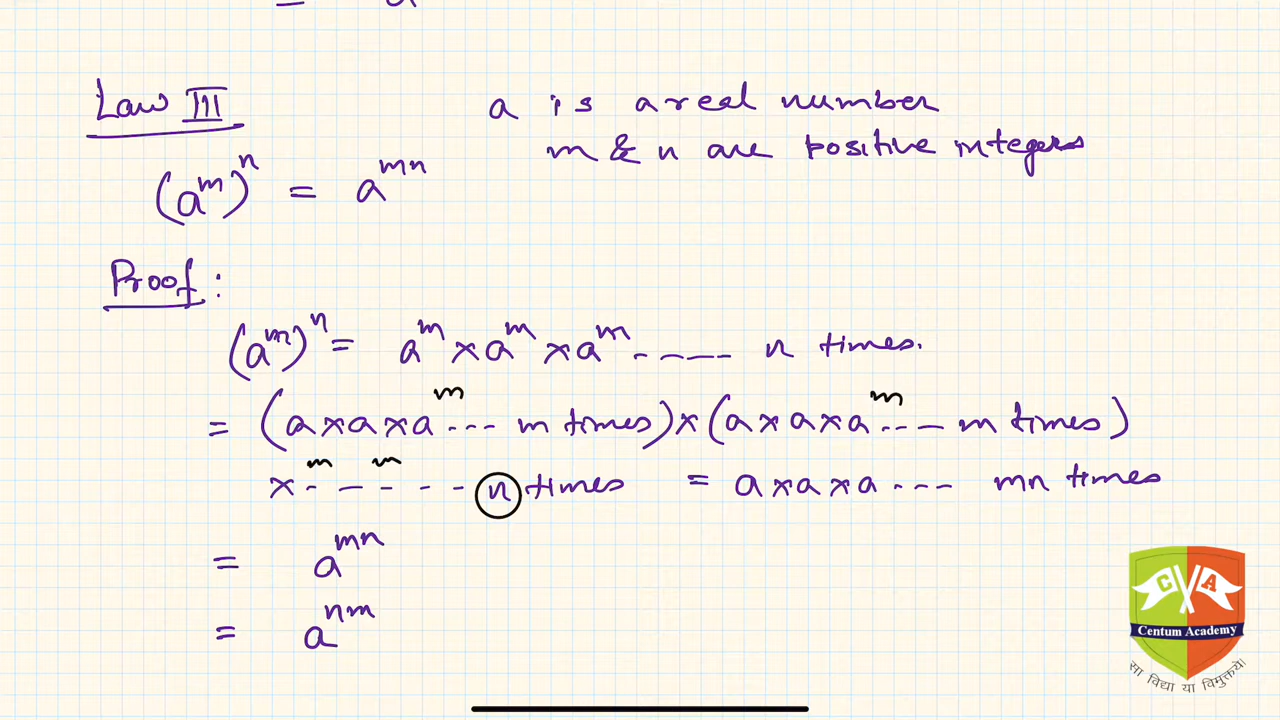 Law III
a is a real number
m & n are positive integers
(a^m)^n = a^{mn}
Proof :
(a^m)^n = a^m × a^m × a^m ------ n times.
m m
= (a × a × a --- m times) × (a × a × a --- m times)
m m
× - - - - - - n times = a × a × a ---- mn times
= a^{mn}
= a^{nm}
C A
Centum Academy
सा विद्या या विमुक्तये।